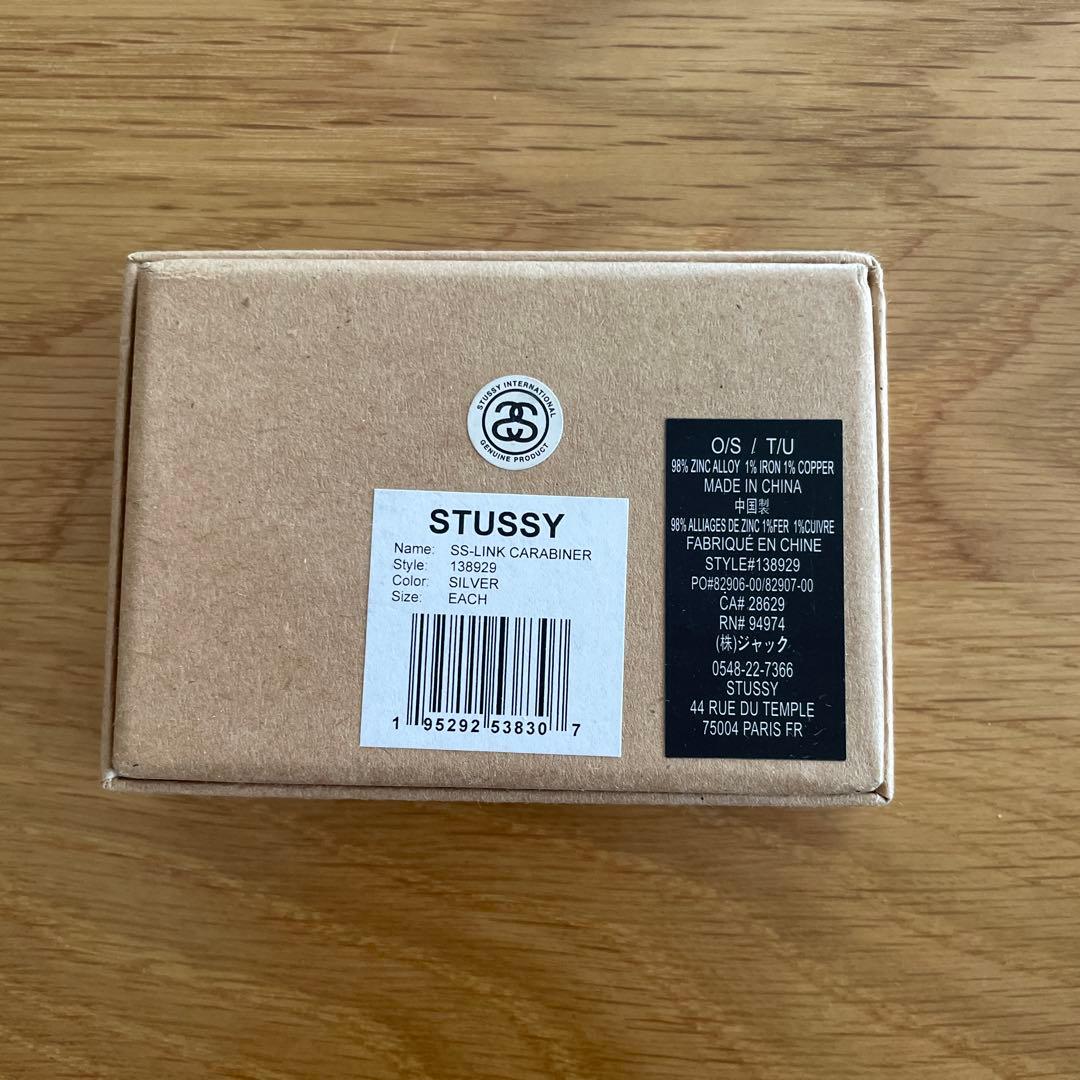 STUSSY INTERNATIONAL
GENUINE PRODUCT
STUSSY
Name: SS-LINK CARABINER
Style: 138929
Color: SILVER
Size: EACH
1 95292 53830 7
O/S / T/U
98% ZINC ALLOY 1% IRON 1% COPPER
MADE IN CHINA
中国製
98% ALLIAGES DE ZINC 1%FER 1%CUIVRE
FABRIQUÉ EN CHINE
STYLE#138929
PO#82906-00/82907-00
CA# 28629
RN# 94974
(株)ジャック
0548-22-7366
STUSSY
44 RUE DU TEMPLE
75004 PARIS FR